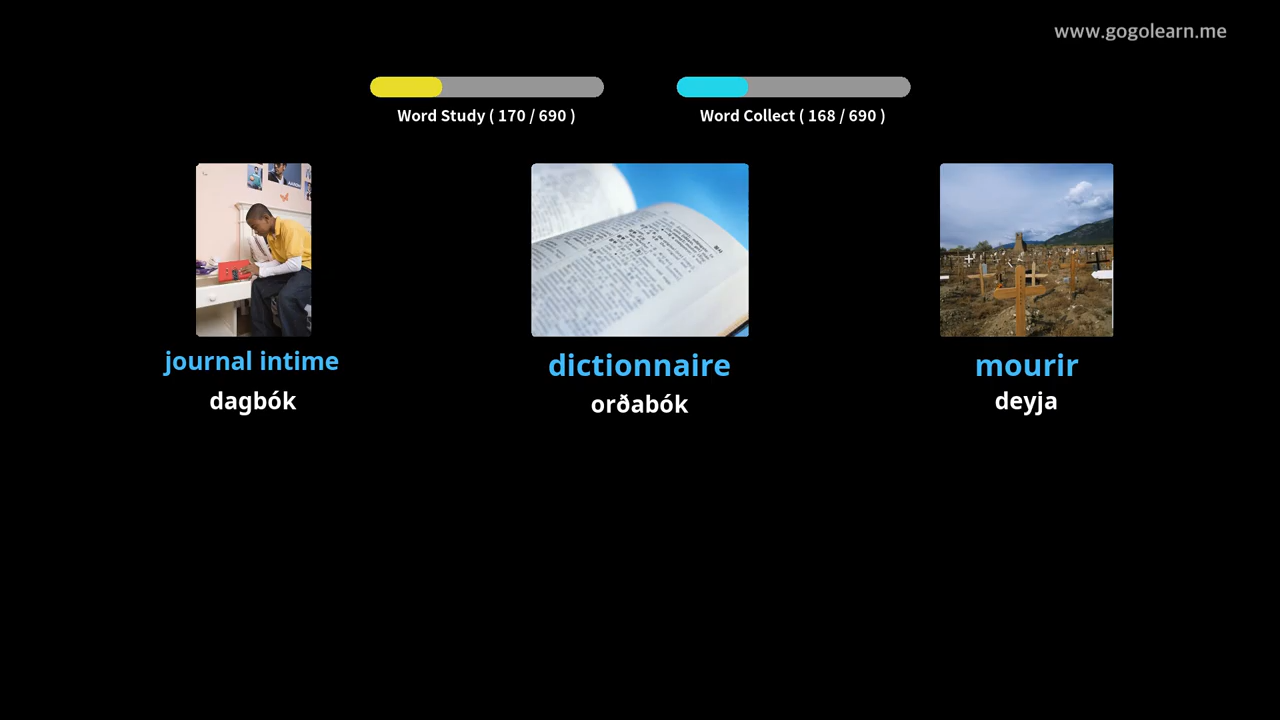 www.gogolearn.me
Word Study ( 170 / 690 )
Word Collect ( 168 / 690 )
journal intime
dagbók
dictionnaire
orðabók
mourir
deyja